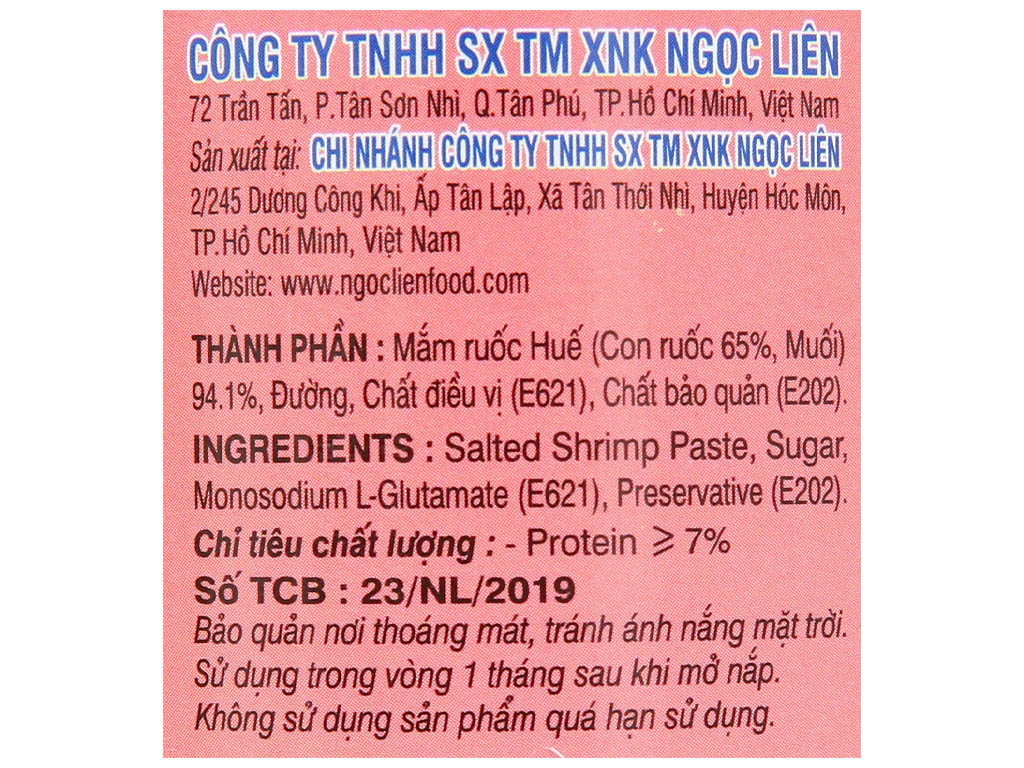 CÔNG TY TNHH SX TM XNK NGỌC LIÊN
72 Trần Tấn, P.Tân Sơn Nhì, Q.Tân Phú, TP.Hồ Chí Minh, Việt Nam
Sản xuất tại: CHI NHÁNH CÔNG TY TNHH SX TM XNK NGỌC LIÊN
2/245 Dương Công Khi, Ấp Tân Lập, Xã Tân Thới Nhì, Huyện Hóc Môn,
TP.Hồ Chí Minh, Việt Nam
Website: www.ngoclienfood.com
THÀNH PHẦN : Mắm ruốc Huế (Con ruốc 65%, Muối)
94.1%, Đường, Chất điều vị (E621), Chất bảo quản (E202).
INGREDIENTS : Salted Shrimp Paste, Sugar,
Monosodium L-Glutamate (E621), Preservative (E202).
Chỉ tiêu chất lượng : - Protein ⩾ 7%
Số TCB : 23/NL/2019
Bảo quản nơi thoáng mát, tránh ánh nắng mặt trời.
Sử dụng trong vòng 1 tháng sau khi mở nắp.
Không sử dụng sản phẩm quá hạn sử dụng.